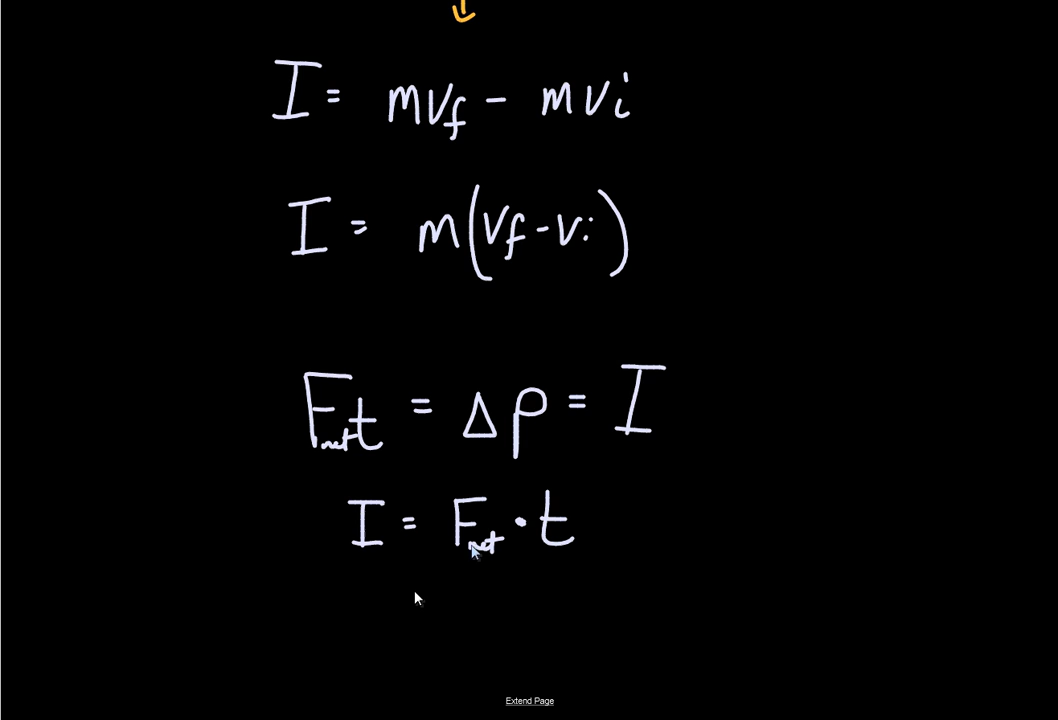 I = mvf - mvi
I = m(vf-vi)
Fnet t = Δp = I
I = Fnet • t
Extend Page